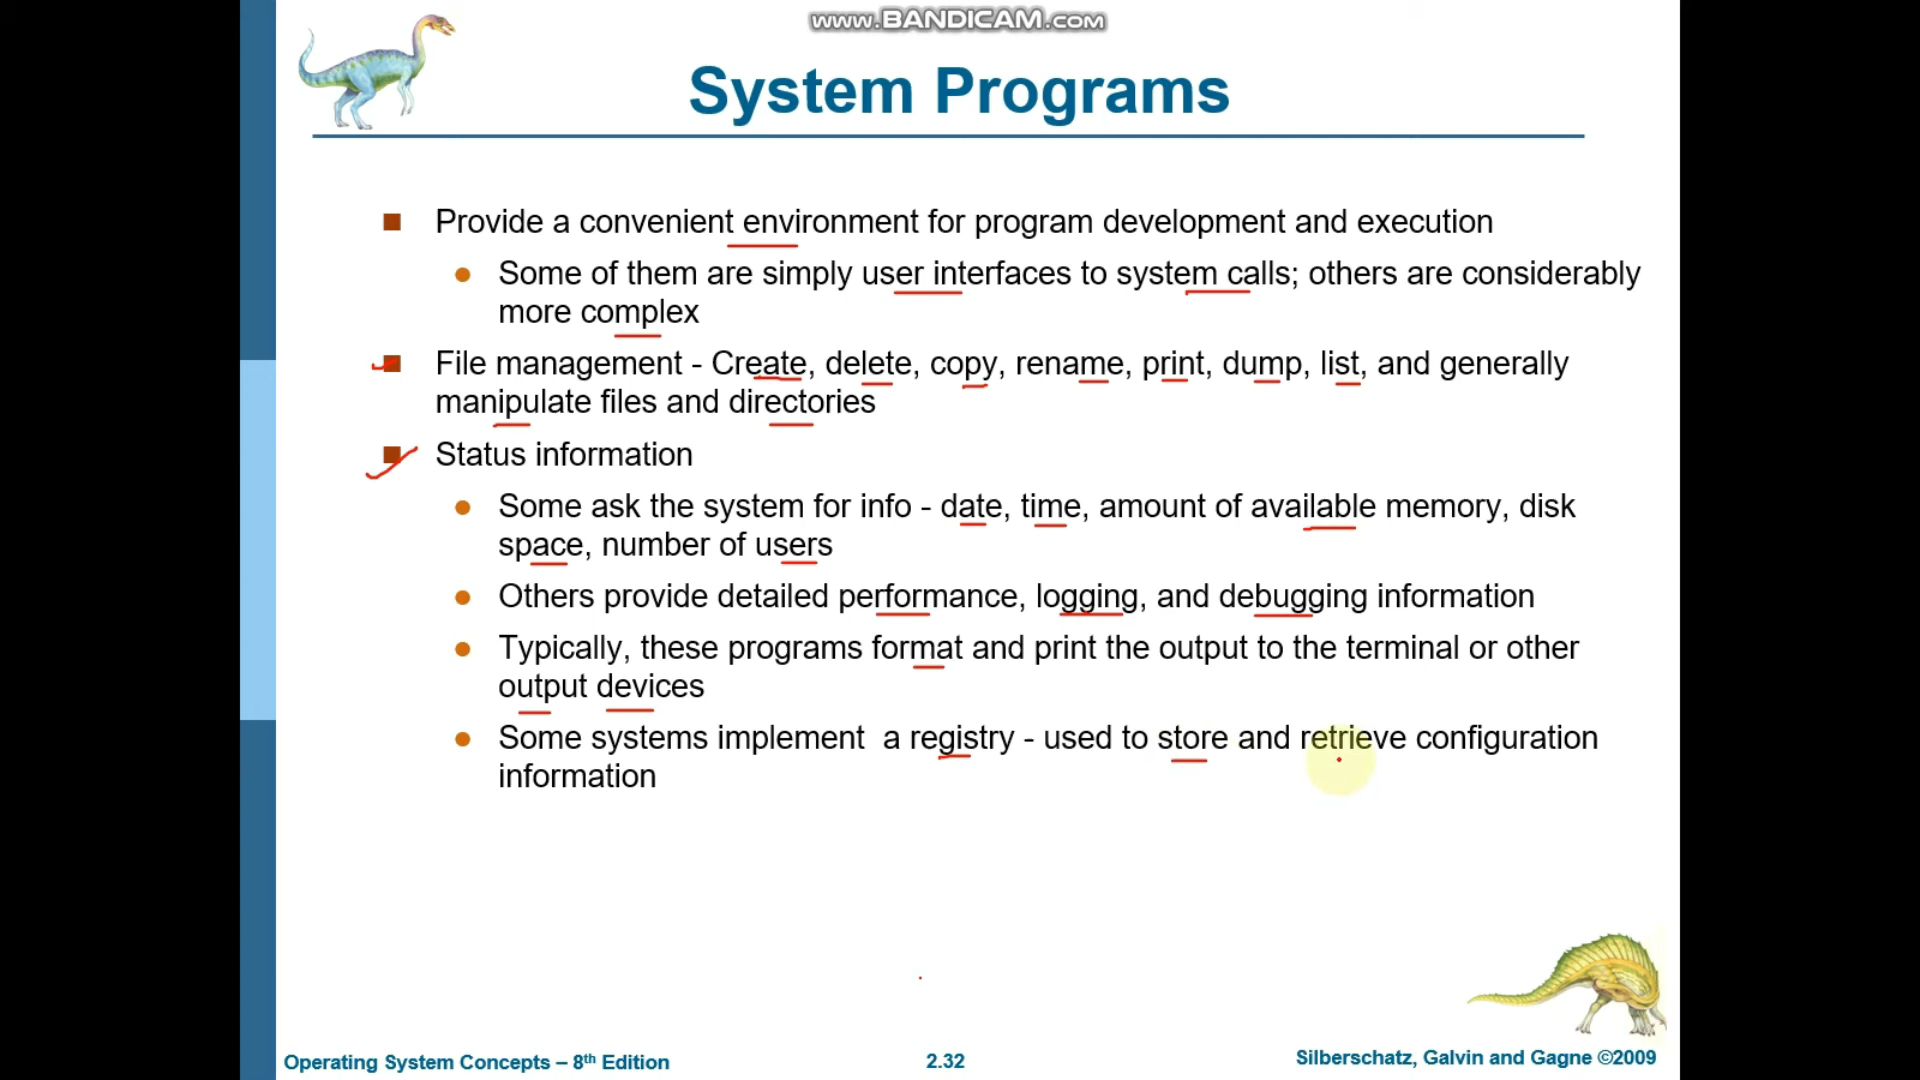 www.BANDICAM.com
System Programs
Provide a convenient environment for program development and execution
Some of them are simply user interfaces to system calls; others are considerably
more complex
File management - Create, delete, copy, rename, print, dump, list, and generally
manipulate files and directories
Status information
Some ask the system for info - date, time, amount of available memory, disk
space, number of users
Others provide detailed performance, logging, and debugging information
Typically, these programs format and print the output to the terminal or other
output devices
Some systems implement  a registry - used to store and retrieve configuration
information
Operating System Concepts – 8th Edition
2.32
Silberschatz, Galvin and Gagne ©2009